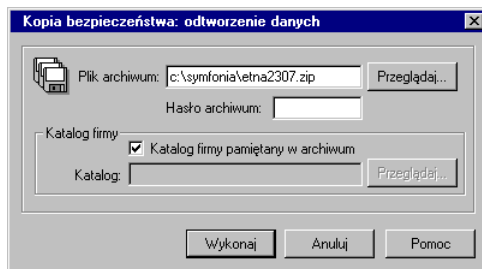 Kopia bezpieczeństwa: odtworzenie danych
Plik archiwum: c:\symfonia\etna2307.zip Przeglądaj...
Hasło archiwum:
Katalog firmy
Katalog firmy pamiętany w archiwum
Katalog: Przeglądaj...
Wykonaj Anuluj Pomoc